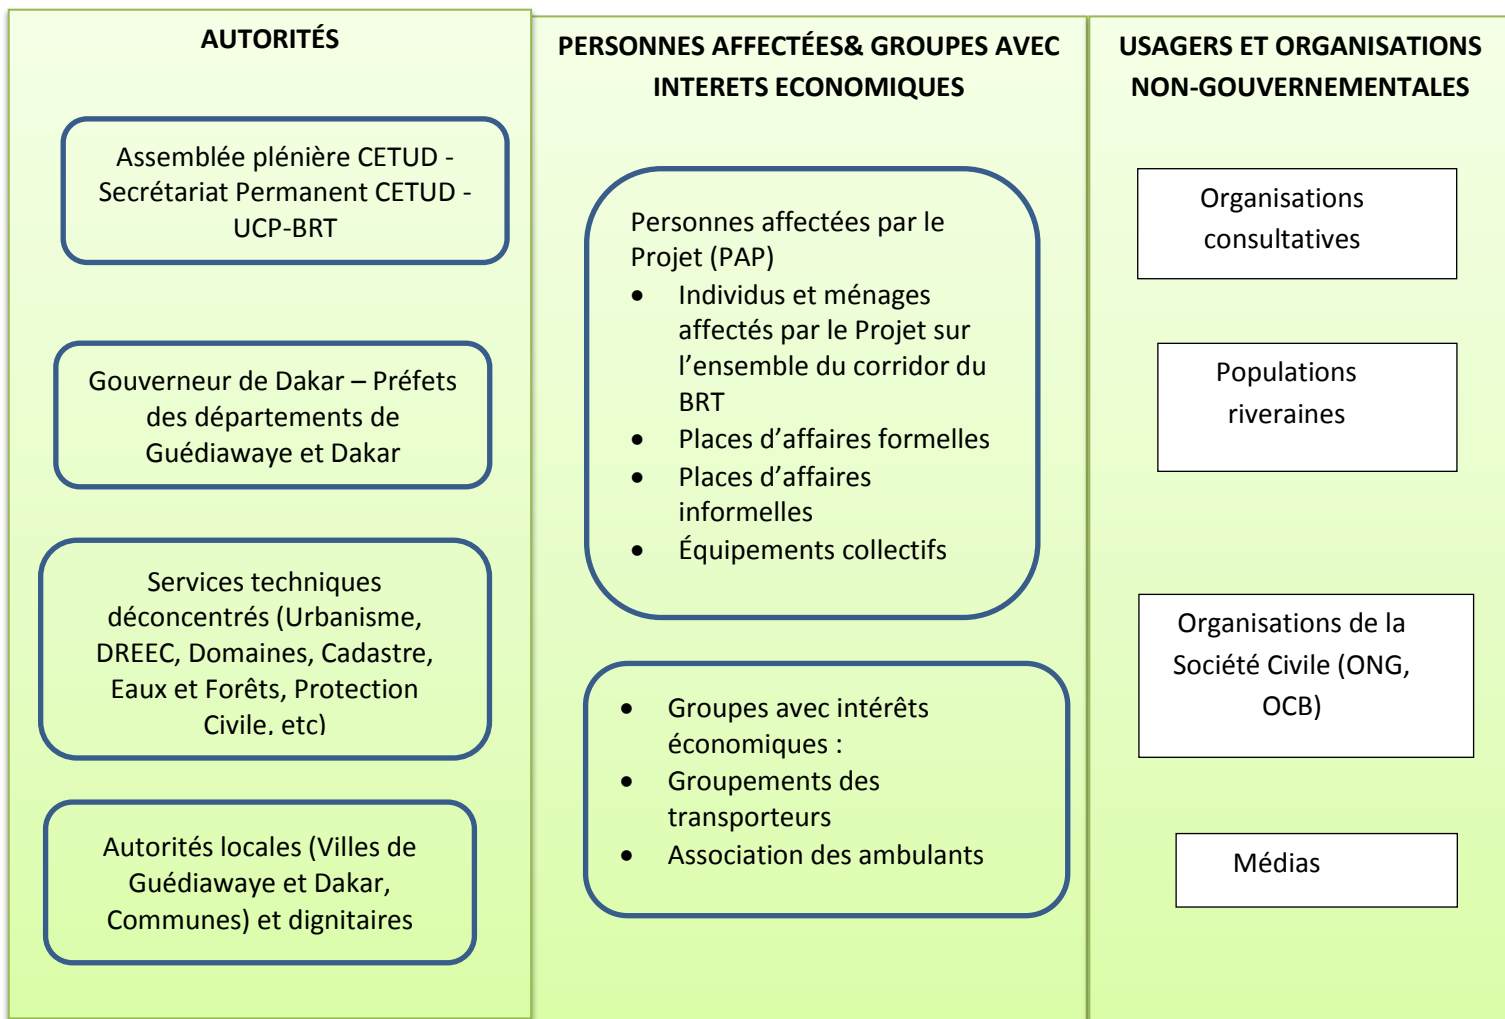 AUTORITÉS
Assemblée plénière CETUD -
Secrétariat Permanent CETUD -
UCP-BRT
Gouverneur de Dakar – Préfets
des départements de
Guédiawaye et Dakar
Services techniques
déconcentrés (Urbanisme,
DREEC, Domaines, Cadastre,
Eaux et Forêts, Protection
Civile, etc)
Autorités locales (Villes de
Guédiawaye et Dakar,
Communes) et dignitaires
PERSONNES AFFECTÉES& GROUPES AVEC
INTERETS ECONOMIQUES
Personnes affectées par le
Projet (PAP)
• Individus et ménages
affectés par le Projet sur
l’ensemble du corridor du
BRT
• Places d’affaires formelles
• Places d’affaires
informelles
• Équipements collectifs
• Groupes avec intérêts
économiques :
• Groupements des
transporteurs
• Association des ambulants
USAGERS ET ORGANISATIONS
NON-GOUVERNEMENTALES
Organisations
consultatives
Populations
riveraines
Organisations de la
Société Civile (ONG,
OCB)
Médias